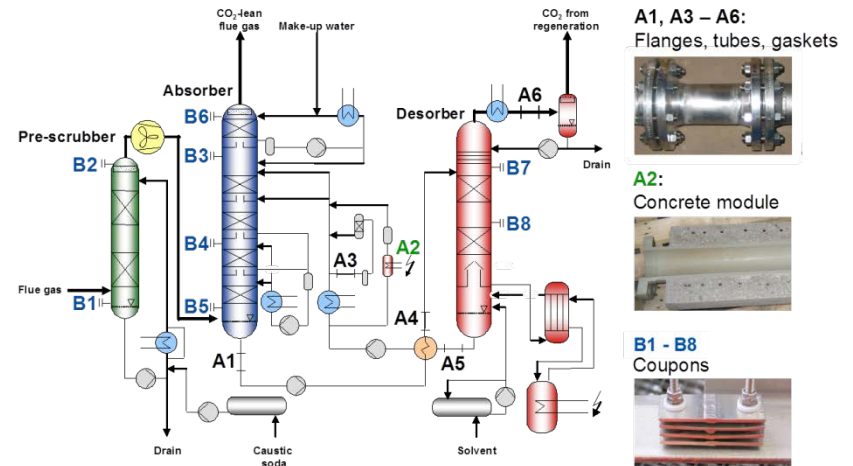 CO₂-lean
flue gas
Make-up water
CO₂ from
regeneration
A1, A3 – A6:
Flanges, tubes, gaskets
Absorber
B6
Desorber
A6
Pre-scrubber
B2
B3
B7
Drain
A2:
Concrete module
B4
A2
B8
A3
Flue gas
B1
B5
A4
A1
A5
B1 - B8
Coupons
Drain
Caustic
soda
Solvent